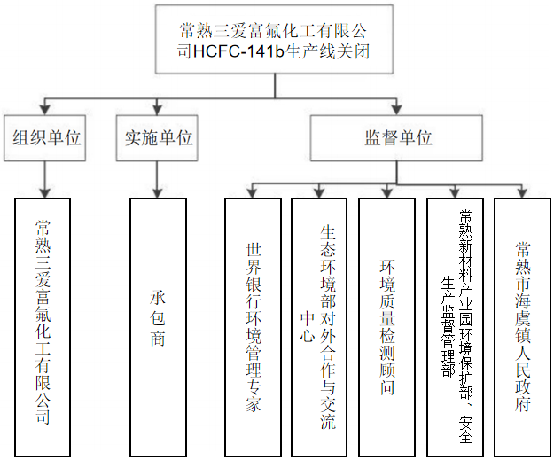 常熟三爱富氟化工有限公
司HCFC-141b生产线关闭
组织单位
实施单位
监督单位
常熟三爱富氟化工有限公司
承包商
世界银行环境管理专家
生态环境部对外合作与交流
中心
环境质量检测顾问
常熟新材料产业园环境保护部、安全
生产监督管理部
常熟市海虞镇人民政府